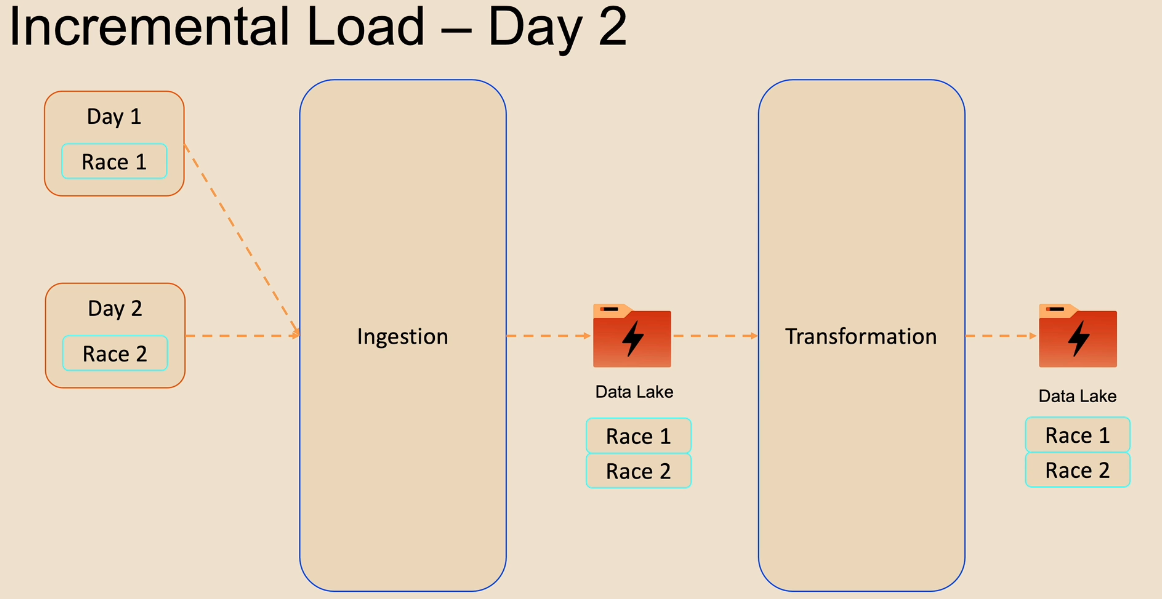 Incremental Load – Day 2
Day 1
Race 1
Day 2
Race 2
Ingestion
Data Lake
Race 1
Race 2
Transformation
Data Lake
Race 1
Race 2